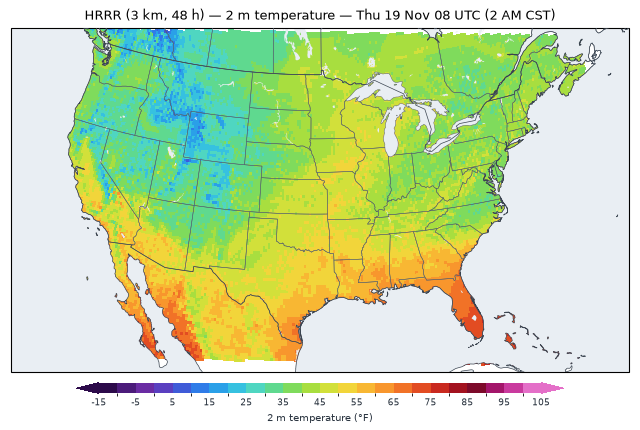 HRRR (3 km, 48 h) — 2 m temperature — Thu 19 Nov 08 UTC (2 AM CST)
-15 -5 5 15 25 35 45 55 65 75 85 95 105
2 m temperature (°F)